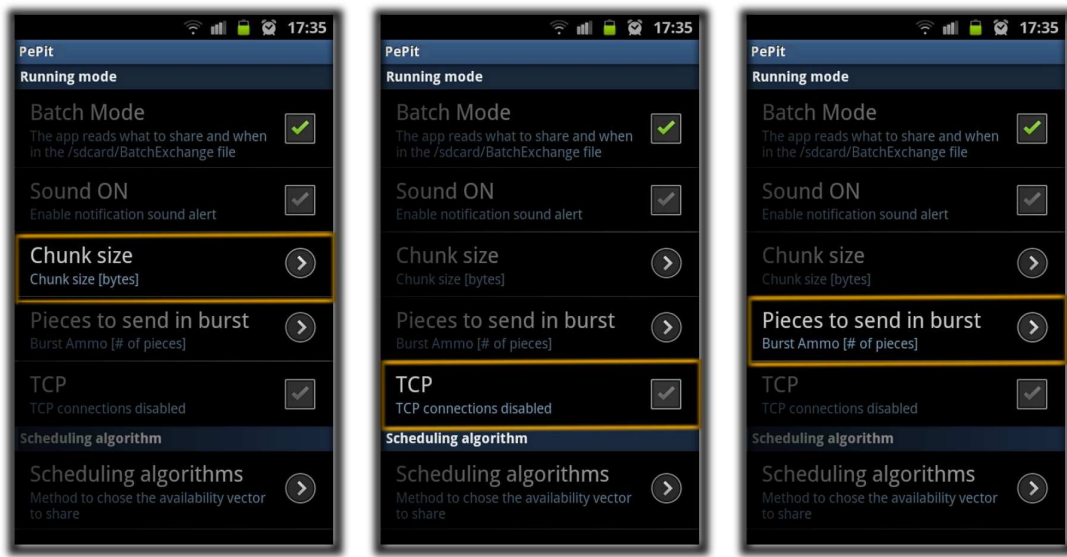 17:35
PePit
Running mode
Batch Mode
The app reads what to share and when
in the /sdcard/BatchExchange file
Sound ON
Enable notification sound alert
Chunk size
Chunk size [bytes]
Pieces to send in burst
Burst Ammo [# of pieces]
TCP
TCP connections disabled
Scheduling algorithm
Scheduling algorithms
Method to chose the availability vector
to share
17:35
PePit
Running mode
Batch Mode
The app reads what to share and when
in the /sdcard/BatchExchange file
Sound ON
Enable notification sound alert
Chunk size
Chunk size [bytes]
Pieces to send in burst
Burst Ammo [# of pieces]
TCP
TCP connections disabled
Scheduling algorithm
Scheduling algorithms
Method to chose the availability vector
to share
17:35
PePit
Running mode
Batch Mode
The app reads what to share and when
in the /sdcard/BatchExchange file
Sound ON
Enable notification sound alert
Chunk size
Chunk size [bytes]
Pieces to send in burst
Burst Ammo [# of pieces]
TCP
TCP connections disabled
Scheduling algorithm
Scheduling algorithms
Method to chose the availability vector
to share